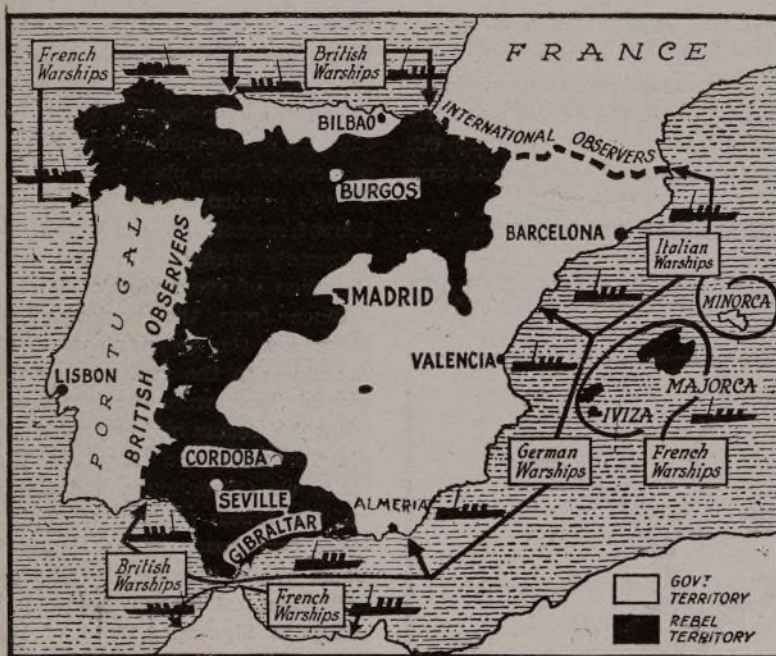 French
Warships
British
Warships
FRANCE
BILBAO
INTERNATIONAL OBSERVERS
BURGOS
BARCELONA
Italian
Warships
MINORCA
MADRID
PORTUGAL
BRITISH OBSERVERS
VALENCIA
MAJORCA
LISBON
IVIZA
CORDOBA
German
Warships
French
Warships
SEVILLE
ALMERIA
GIBRALTAR
British
Warships
French
Warships
GOVT
TERRITORY
REBEL
TERRITORY